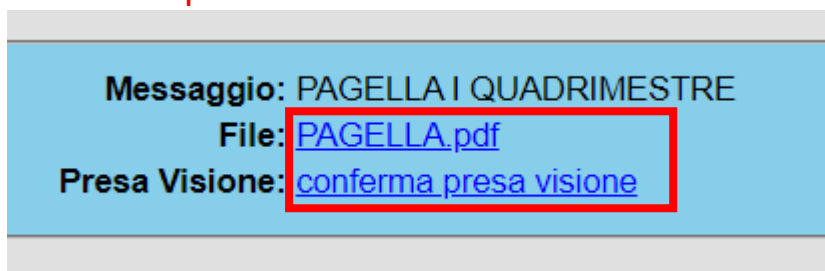 Messaggio: PAGELLA I QUADRIMESTRE
File: PAGELLA.pdf
Presa Visione: conferma presa visione